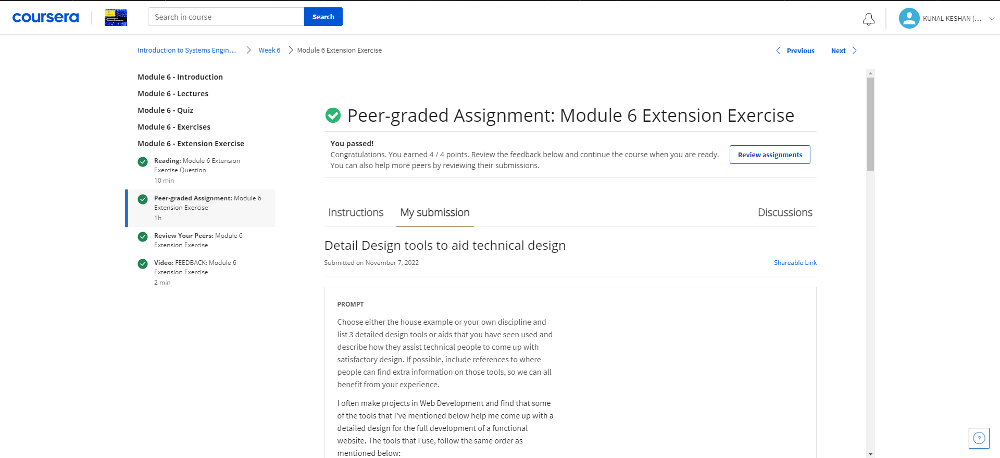 coursera
Search in course
Search
KUNAL KESHAN (...
Introduction to Systems Engin...
Week 6
Module 6 Extension Exercise
Previous
Next
Module 6 - Introduction
Module 6 - Lectures
Module 6 - Quiz
Module 6 - Exercises
Module 6 - Extension Exercise
Reading: Module 6 Extension
Exercise Question
10 min
Peer-graded Assignment: Module 6
Extension Exercise
1h
Review Your Peers: Module 6
Extension Exercise
Video: FEEDBACK: Module 6
Extension Exercise
2 min
Peer-graded Assignment: Module 6 Extension Exercise
You passed!
Congratulations. You earned 4 / 4 points. Review the feedback below and continue the course when you are ready.
You can also help more peers by reviewing their submissions.
Review assignments
Instructions
My submission
Discussions
Detail Design tools to aid technical design
Submitted on November 7, 2022
Shareable Link
PROMPT
Choose either the house example or your own discipline and
list 3 detailed design tools or aids that you have seen used and
describe how they assist technical people to come up with
satisfactory design. If possible, include references to where
people can find extra information on those tools, so we can all
benefit from your experience.
I often make projects in Web Development and find that some
of the tools that I've mentioned below help me come up with a
detailed design for the full development of a functional
website. The tools that I use, follow the same order as
mentioned below:
?